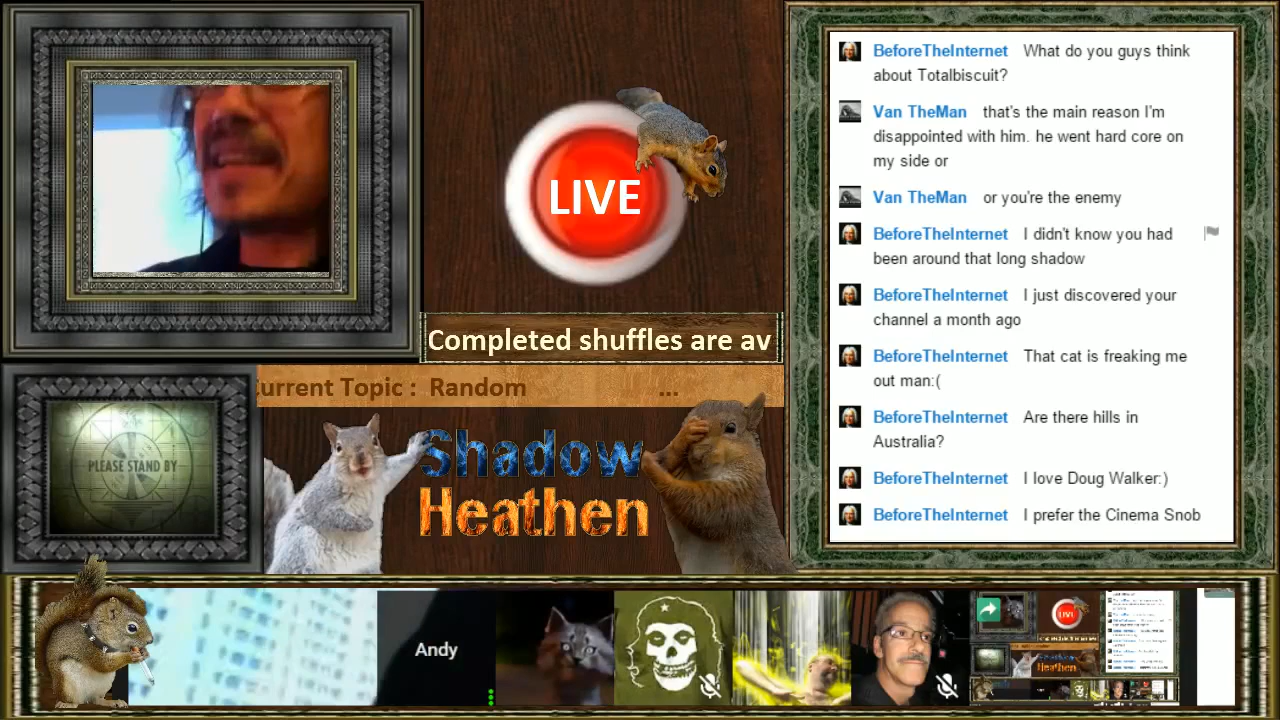 LIVE
Completed shuffles are av
urrent Topic : Random ...
PLEASE STAND BY
Shadow
Heathen
BeforeTheInternet What do you guys think
about Totalbiscuit?
Van TheMan that's the main reason I'm
disappointed with him. he went hard core on
my side or
Van TheMan or you're the enemy
BeforeTheInternet I didn't know you had
been around that long shadow
BeforeTheInternet I just discovered your
channel a month ago
BeforeTheInternet That cat is freaking me
out man:(
BeforeTheInternet Are there hills in
Australia?
BeforeTheInternet I love Doug Walker:)
BeforeTheInternet I prefer the Cinema Snob
Andy
LIVE
Shadow
Heathen